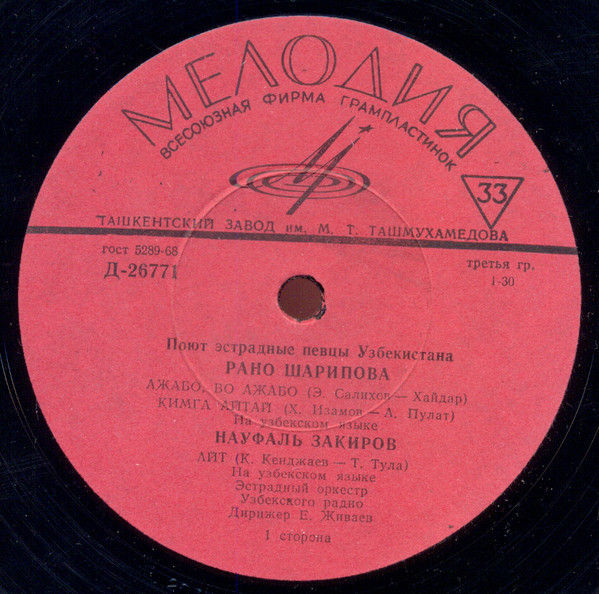 МЕЛОДИЯ
ВСЕСОЮЗНАЯ ФИРМА ГРАМПЛАСТИНОК
33
ТАШКЕНТСКИЙ ЗАВОД им. М. Т. ТАШМУХАМЕДОВА
гост 5289-68
Д-26771
третья гр.
1-30
Поют эстрадные певцы Узбекистана
РАНО ШАРИПОВА
АЖАБО, ВО АЖАБО (Э. Салихов — Хайдар)
КИМГА АЙТАЙ (Х. Изамов — А. Пулат)
На узбекском языке
НАУФАЛЬ ЗАКИРОВ
АЙТ (К. Кенджаев — Т. Тула)
На узбекском языке
Эстрадный оркестр
Узбекского радио
Дирижер Е. Живаев
1 сторона